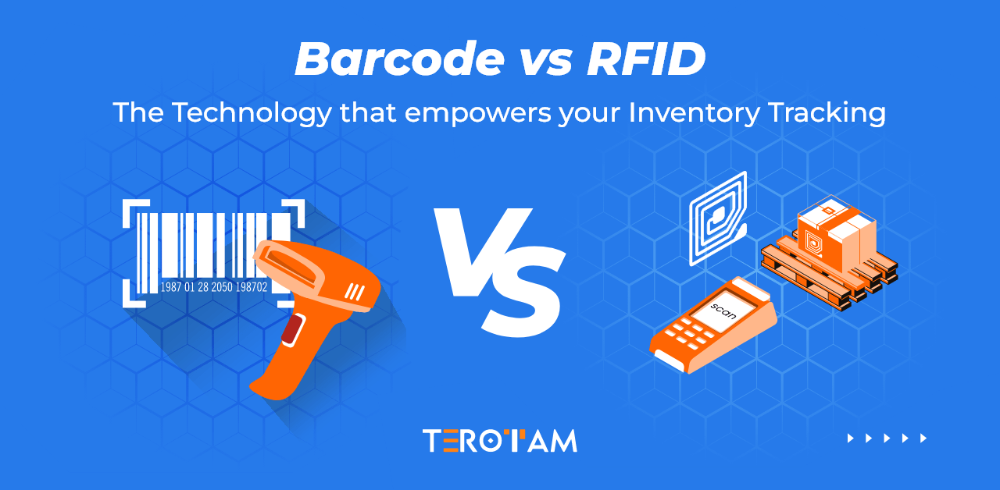 Barcode vs RFID
The Technology that empowers your Inventory Tracking
1987 01 28 2050 198702
VS
scan
TEROTAM